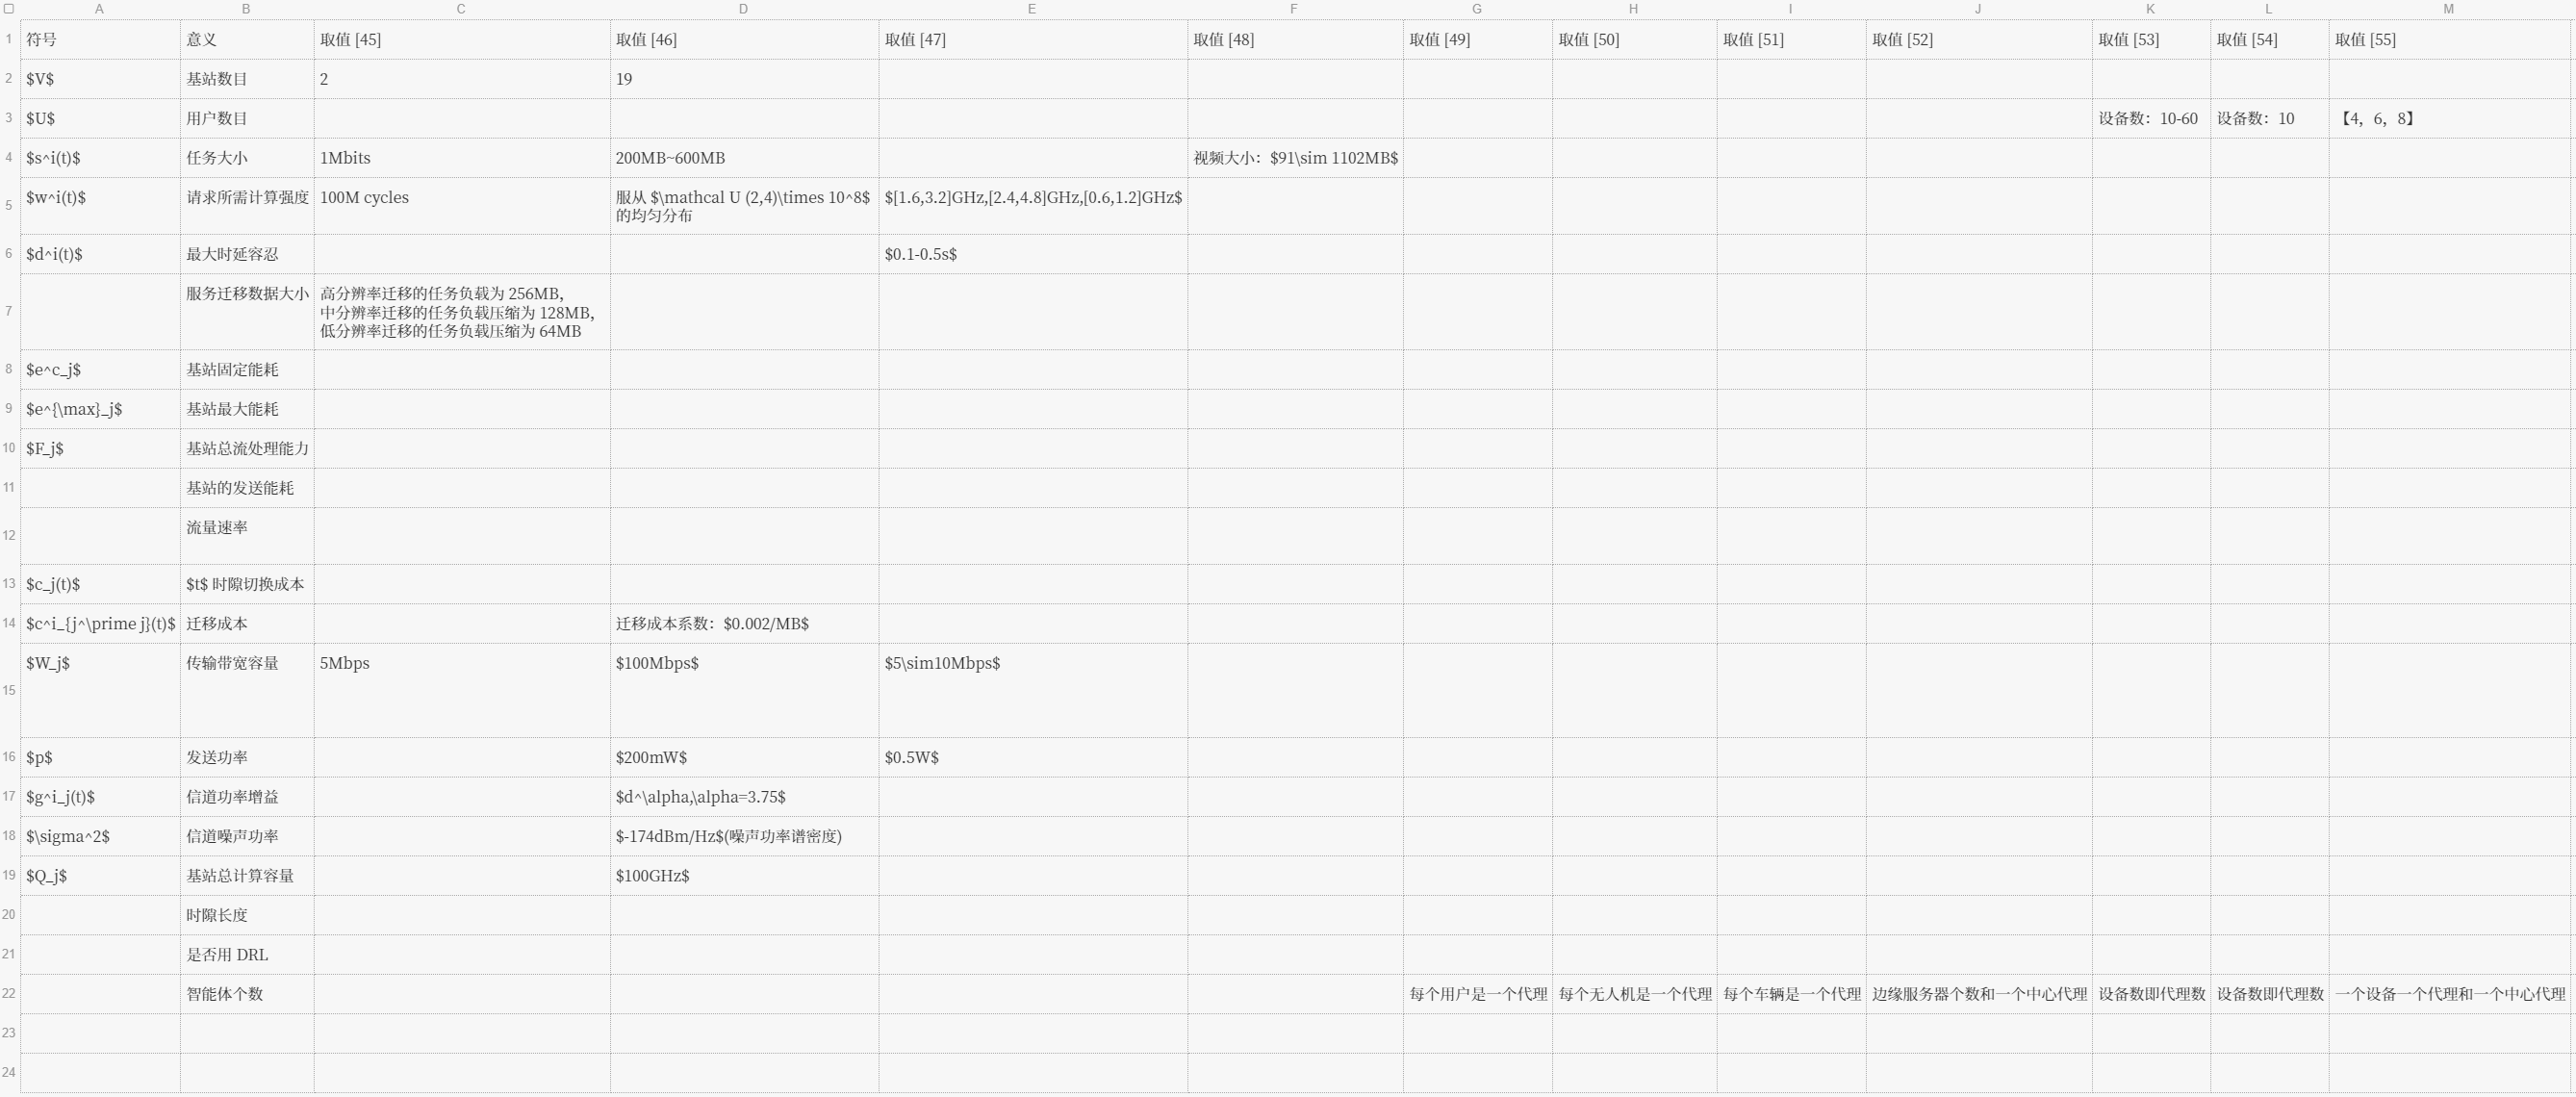 A B C D E F G H I J K L M
1 符号 意义 取值 [45] 取值 [46] 取值 [47] 取值 [48] 取值 [49] 取值 [50] 取值 [51] 取值 [52] 取值 [53] 取值 [54] 取值 [55]
2 $V$ 基站数目 2 19
3 $U$ 用户数目 设备数：10-60 设备数：10 【4，6，8】
4 $s^i(t)$ 任务大小 1Mbits 200MB~600MB 视频大小：$91\sim 1102MB$
5 $w^i(t)$ 请求所需计算强度 100M cycles 服从 $\mathcal U (2,4)\times 10^8$ $[1.6,3.2]GHz,[2.4,4.8]GHz,[0.6,1.2]GHz$
的均匀分布
6 $d^i(t)$ 最大时延容忍 $0.1-0.5s$
7 服务迁移数据大小 高分辨率迁移的任务负载为 256MB，
中分辨率迁移的任务负载压缩为 128MB，
低分辨率迁移的任务负载压缩为 64MB
8 $e^c_j$ 基站固定能耗
9 $e^{\max}_j$ 基站最大能耗
10 $F_j$ 基站总流处理能力
11 基站的发送能耗
12 流量速率
13 $c_j(t)$ $t$ 时隙切换成本
14 $c^i_{j^\prime j}(t)$ 迁移成本 迁移成本系数：$0.002/MB$
15 $W_j$ 传输带宽容量 5Mbps $100Mbps$ $5\sim10Mbps$
16 $p$ 发送功率 $200mW$ $0.5W$
17 $g^i_j(t)$ 信道功率增益 $d^\alpha,\alpha=3.75$
18 $\sigma^2$ 信道噪声功率 $-174dBm/Hz$(噪声功率谱密度)
19 $Q_j$ 基站总计算容量 $100GHz$
20 时隙长度
21 是否用 DRL
22 智能体个数 每个用户是一个代理 每个无人机是一个代理 每个车辆是一个代理 边缘服务器个数和一个中心代理 设备数即代理数 设备数即代理数 一个设备一个代理和一个中心代理
23
24